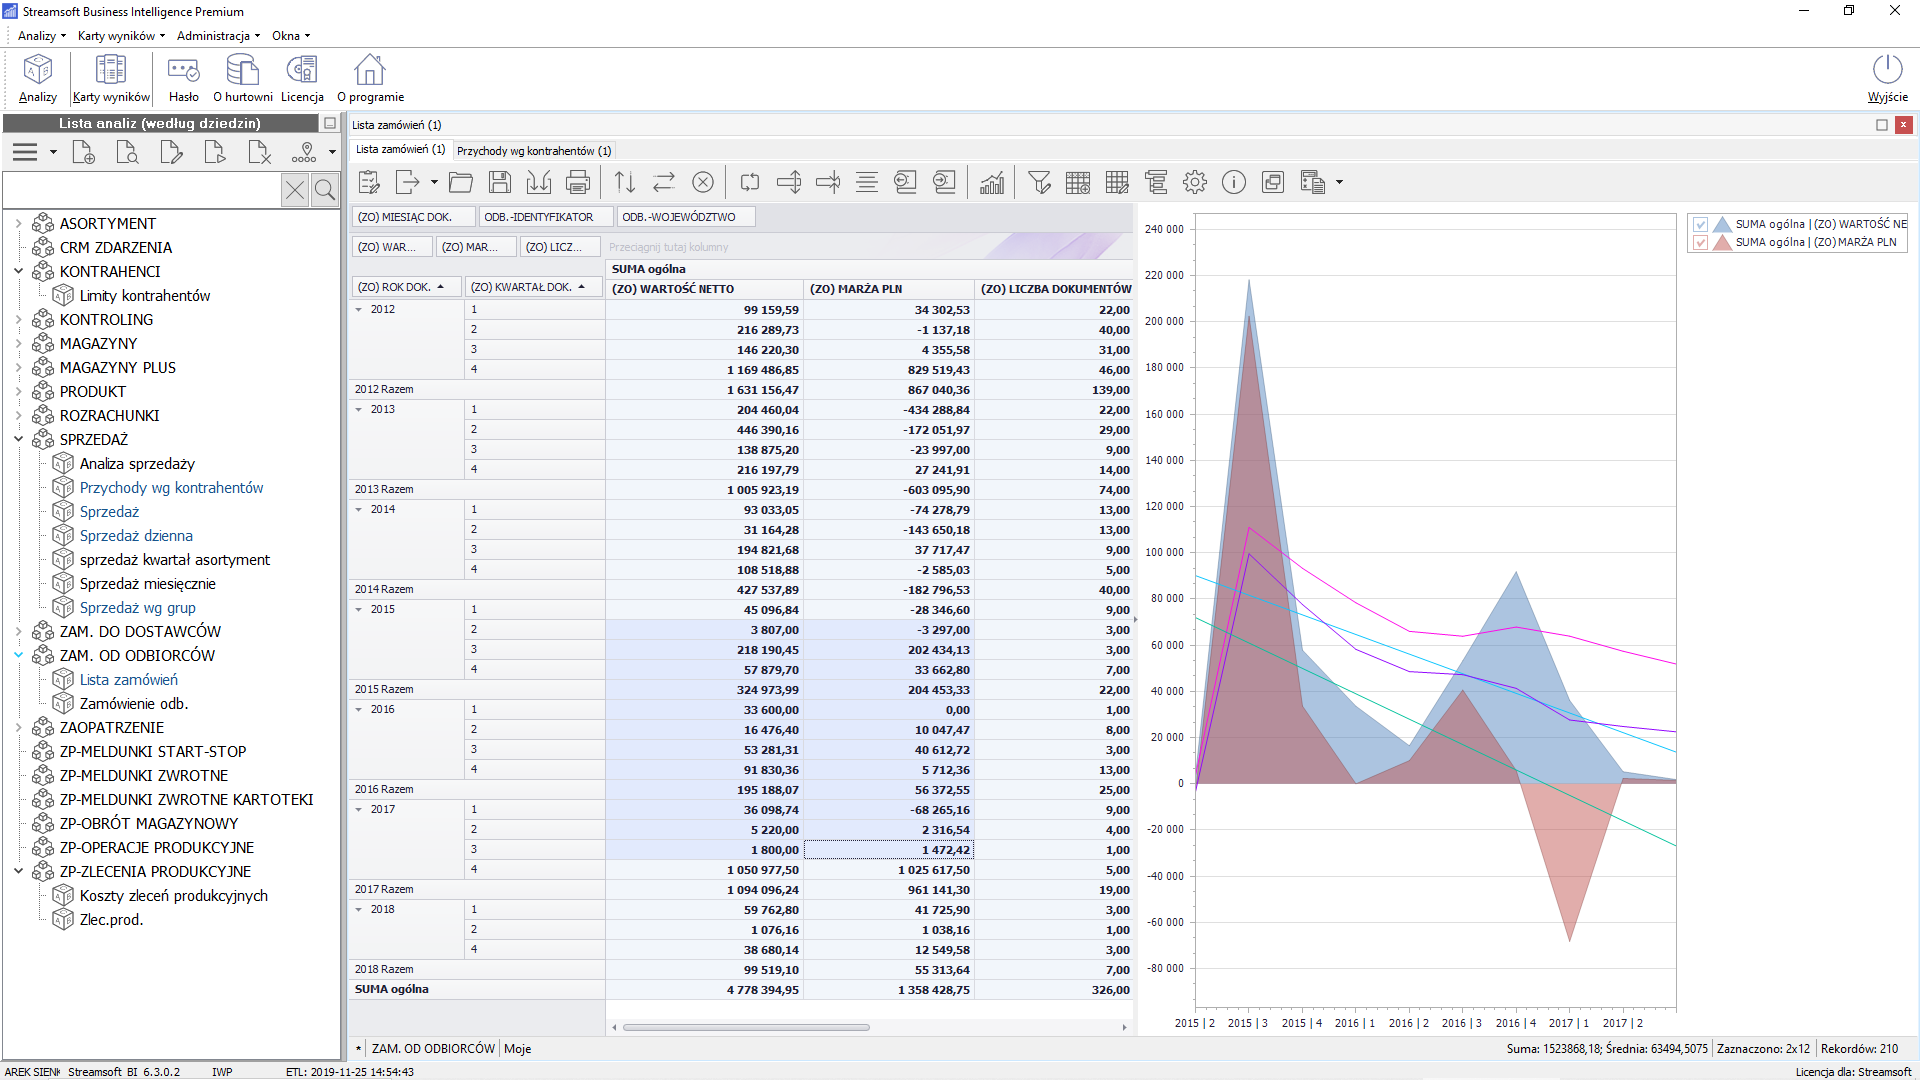 Streamsoft Business Intelligence Premium
Analizy Karty wyników Administracja Okna
Analizy Karty wyników Hasło O hurtowni Licencja O programie Wyjście
Lista analiz (według dziedzin)
ASORTYMENT
CRM ZDARZENIA
KONTRAHENCI
Limity kontrahentów
KONTROLING
MAGAZYNY
MAGAZYNY PLUS
PRODUKT
ROZRACHUNKI
SPRZEDAŻ
Analiza sprzedaży
Przychody wg kontrahentów
Sprzedaż
Sprzedaż dzienna
sprzedaż kwartał asortyment
Sprzedaż miesięcznie
Sprzedaż wg grup
ZAM. DO DOSTAWCÓW
ZAM. OD ODBIORCÓW
Lista zamówień
Zamówienie odb.
ZAOPATRZENIE
ZP-MELDUNKI START-STOP
ZP-MELDUNKI ZWROTNE
ZP-MELDUNKI ZWROTNE KARTOTEKI
ZP-OBRÓT MAGAZYNOWY
ZP-OPERACJE PRODUKCYJNE
ZP-ZLECENIA PRODUKCYJNE
Koszty zleceń produkcyjnych
Zlec.prod.
Lista zamówień (1)
Lista zamówień (1) Przychody wg kontrahentów (1)
(ZO) MIESIĄC DOK. ODB.-IDENTYFIKATOR ODB.-WOJEWÓDZTWO
(ZO) WAR... (ZO) MAR... (ZO) LICZ... Przeciągnij tutaj kolumny
SUMA ogólna
(ZO) ROK DOK. (ZO) KWARTAŁ DOK. (ZO) WARTOŚĆ NETTO (ZO) MARŻA PLN (ZO) LICZBA DOKUMENTÓW
2012 1 99 159,59 34 302,53 22,00
2 216 289,73 -1 137,18 40,00
3 146 220,30 4 355,58 31,00
4 1 169 486,85 829 519,43 46,00
2012 Razem 1 631 156,47 867 040,36 139,00
2013 1 204 460,04 -434 288,84 22,00
2 446 390,16 -172 051,97 29,00
3 138 875,20 -23 997,00 9,00
4 216 197,79 27 241,91 14,00
2013 Razem 1 005 923,19 -603 095,90 74,00
2014 1 93 033,05 -74 278,79 13,00
2 31 164,28 -143 650,18 13,00
3 194 821,68 37 717,47 9,00
4 108 518,88 -2 585,03 5,00
2014 Razem 427 537,89 -182 796,53 40,00
2015 1 45 096,84 -28 346,60 9,00
2 3 807,00 -3 297,00 3,00
3 218 190,45 202 434,13 3,00
4 57 879,70 33 662,80 7,00
2015 Razem 324 973,99 204 453,33 22,00
2016 1 33 600,00 0,00 1,00
2 16 476,40 10 047,47 8,00
3 53 281,31 40 612,72 3,00
4 91 830,36 5 712,36 13,00
2016 Razem 195 188,07 56 372,55 25,00
2017 1 36 098,74 -68 265,16 9,00
2 5 220,00 2 316,54 4,00
3 1 800,00 1 472,42 1,00
4 1 050 977,50 1 025 617,50 5,00
2017 Razem 1 094 096,24 961 141,30 19,00
2018 1 59 762,80 41 725,90 3,00
2 1 076,16 1 038,16 1,00
4 38 680,14 12 549,58 3,00
2018 Razem 99 519,10 55 313,64 7,00
SUMA ogólna 4 778 394,95 1 358 428,75 326,00
240 000
220 000
200 000
180 000
160 000
140 000
120 000
100 000
80 000
60 000
40 000
20 000
0
-20 000
-40 000
-60 000
-80 000
2015 | 2 2015 | 3 2015 | 4 2016 | 1 2016 | 2 2016 | 3 2016 | 4 2017 | 1 2017 | 2
SUMA ogólna | (ZO) WARTOŚĆ NE
SUMA ogólna | (ZO) MARŻA PLN
* ZAM. OD ODBIORCÓW Moje
Suma: 1523868,18; Średnia: 63494,5075 Zaznaczono: 2x12 Rekordów: 210
AREK SIENK Streamsoft BI 6.3.0.2 IWP ETL: 2019-11-25 14:54:43 Licencja dla: Streamsoft